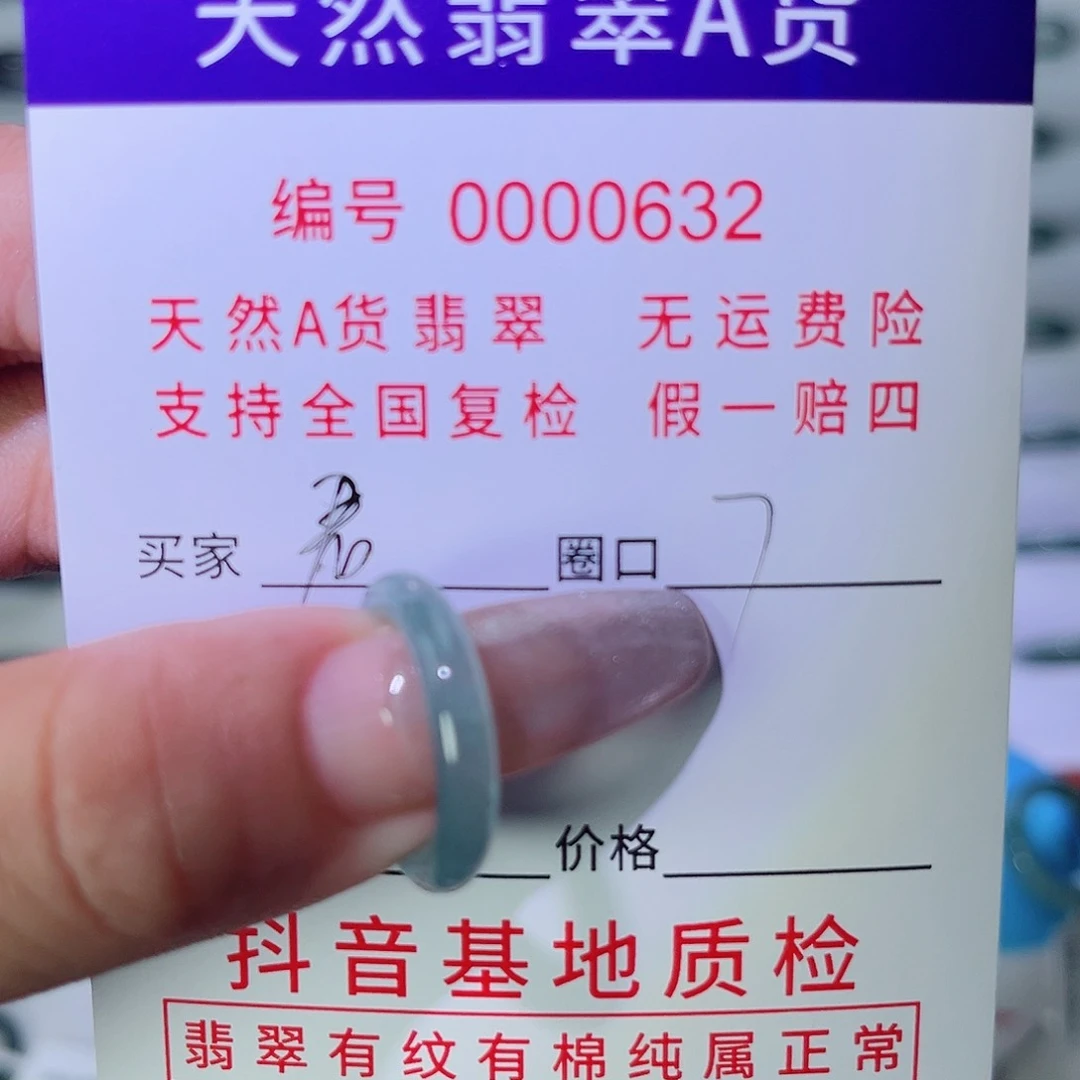 天然翡翠A货
编号 0000632
天然A货翡翠 无运费险
支持全国复检 假一赔四
买家 圈口 7
价格
抖音基地质检
翡翠有纹有棉纯属正常